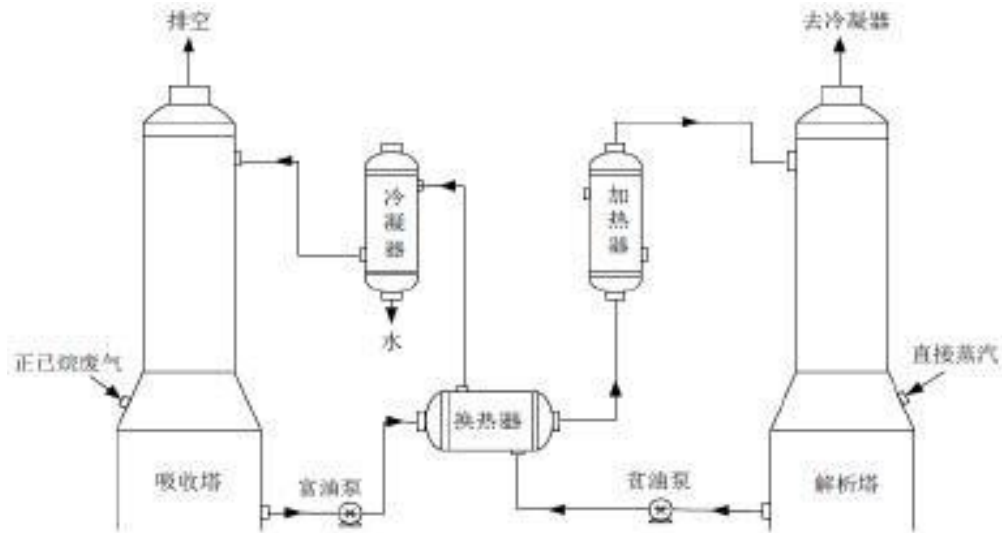 排空
去冷凝器
冷凝器
加热器
水
正己烷废气
直接蒸汽
换热器
吸收塔
富油泵
贫油泵
解析塔